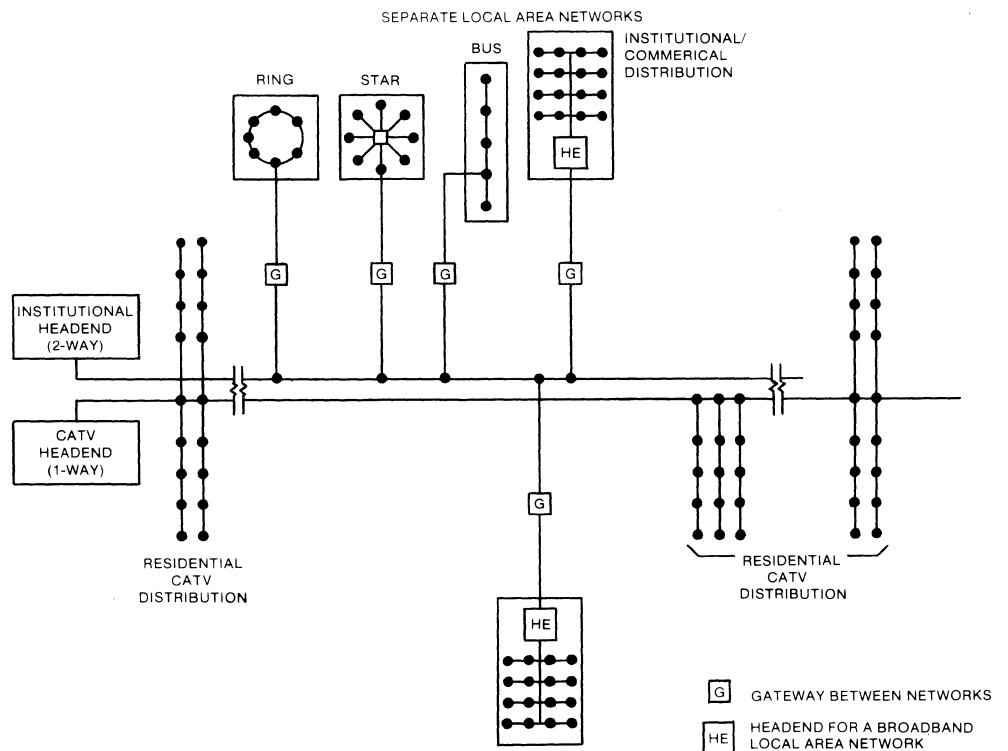 SEPARATE LOCAL AREA NETWORKS
RING
STAR
BUS
INSTITUTIONAL/
COMMERICAL
DISTRIBUTION
HE
G
G
G
G
INSTITUTIONAL
HEADEND
(2-WAY)
CATV
HEADEND
(1-WAY)
G
RESIDENTIAL
CATV
DISTRIBUTION
RESIDENTIAL
CATV
DISTRIBUTION
HE
G GATEWAY BETWEEN NETWORKS
HE HEADEND FOR A BROADBAND
LOCAL AREA NETWORK